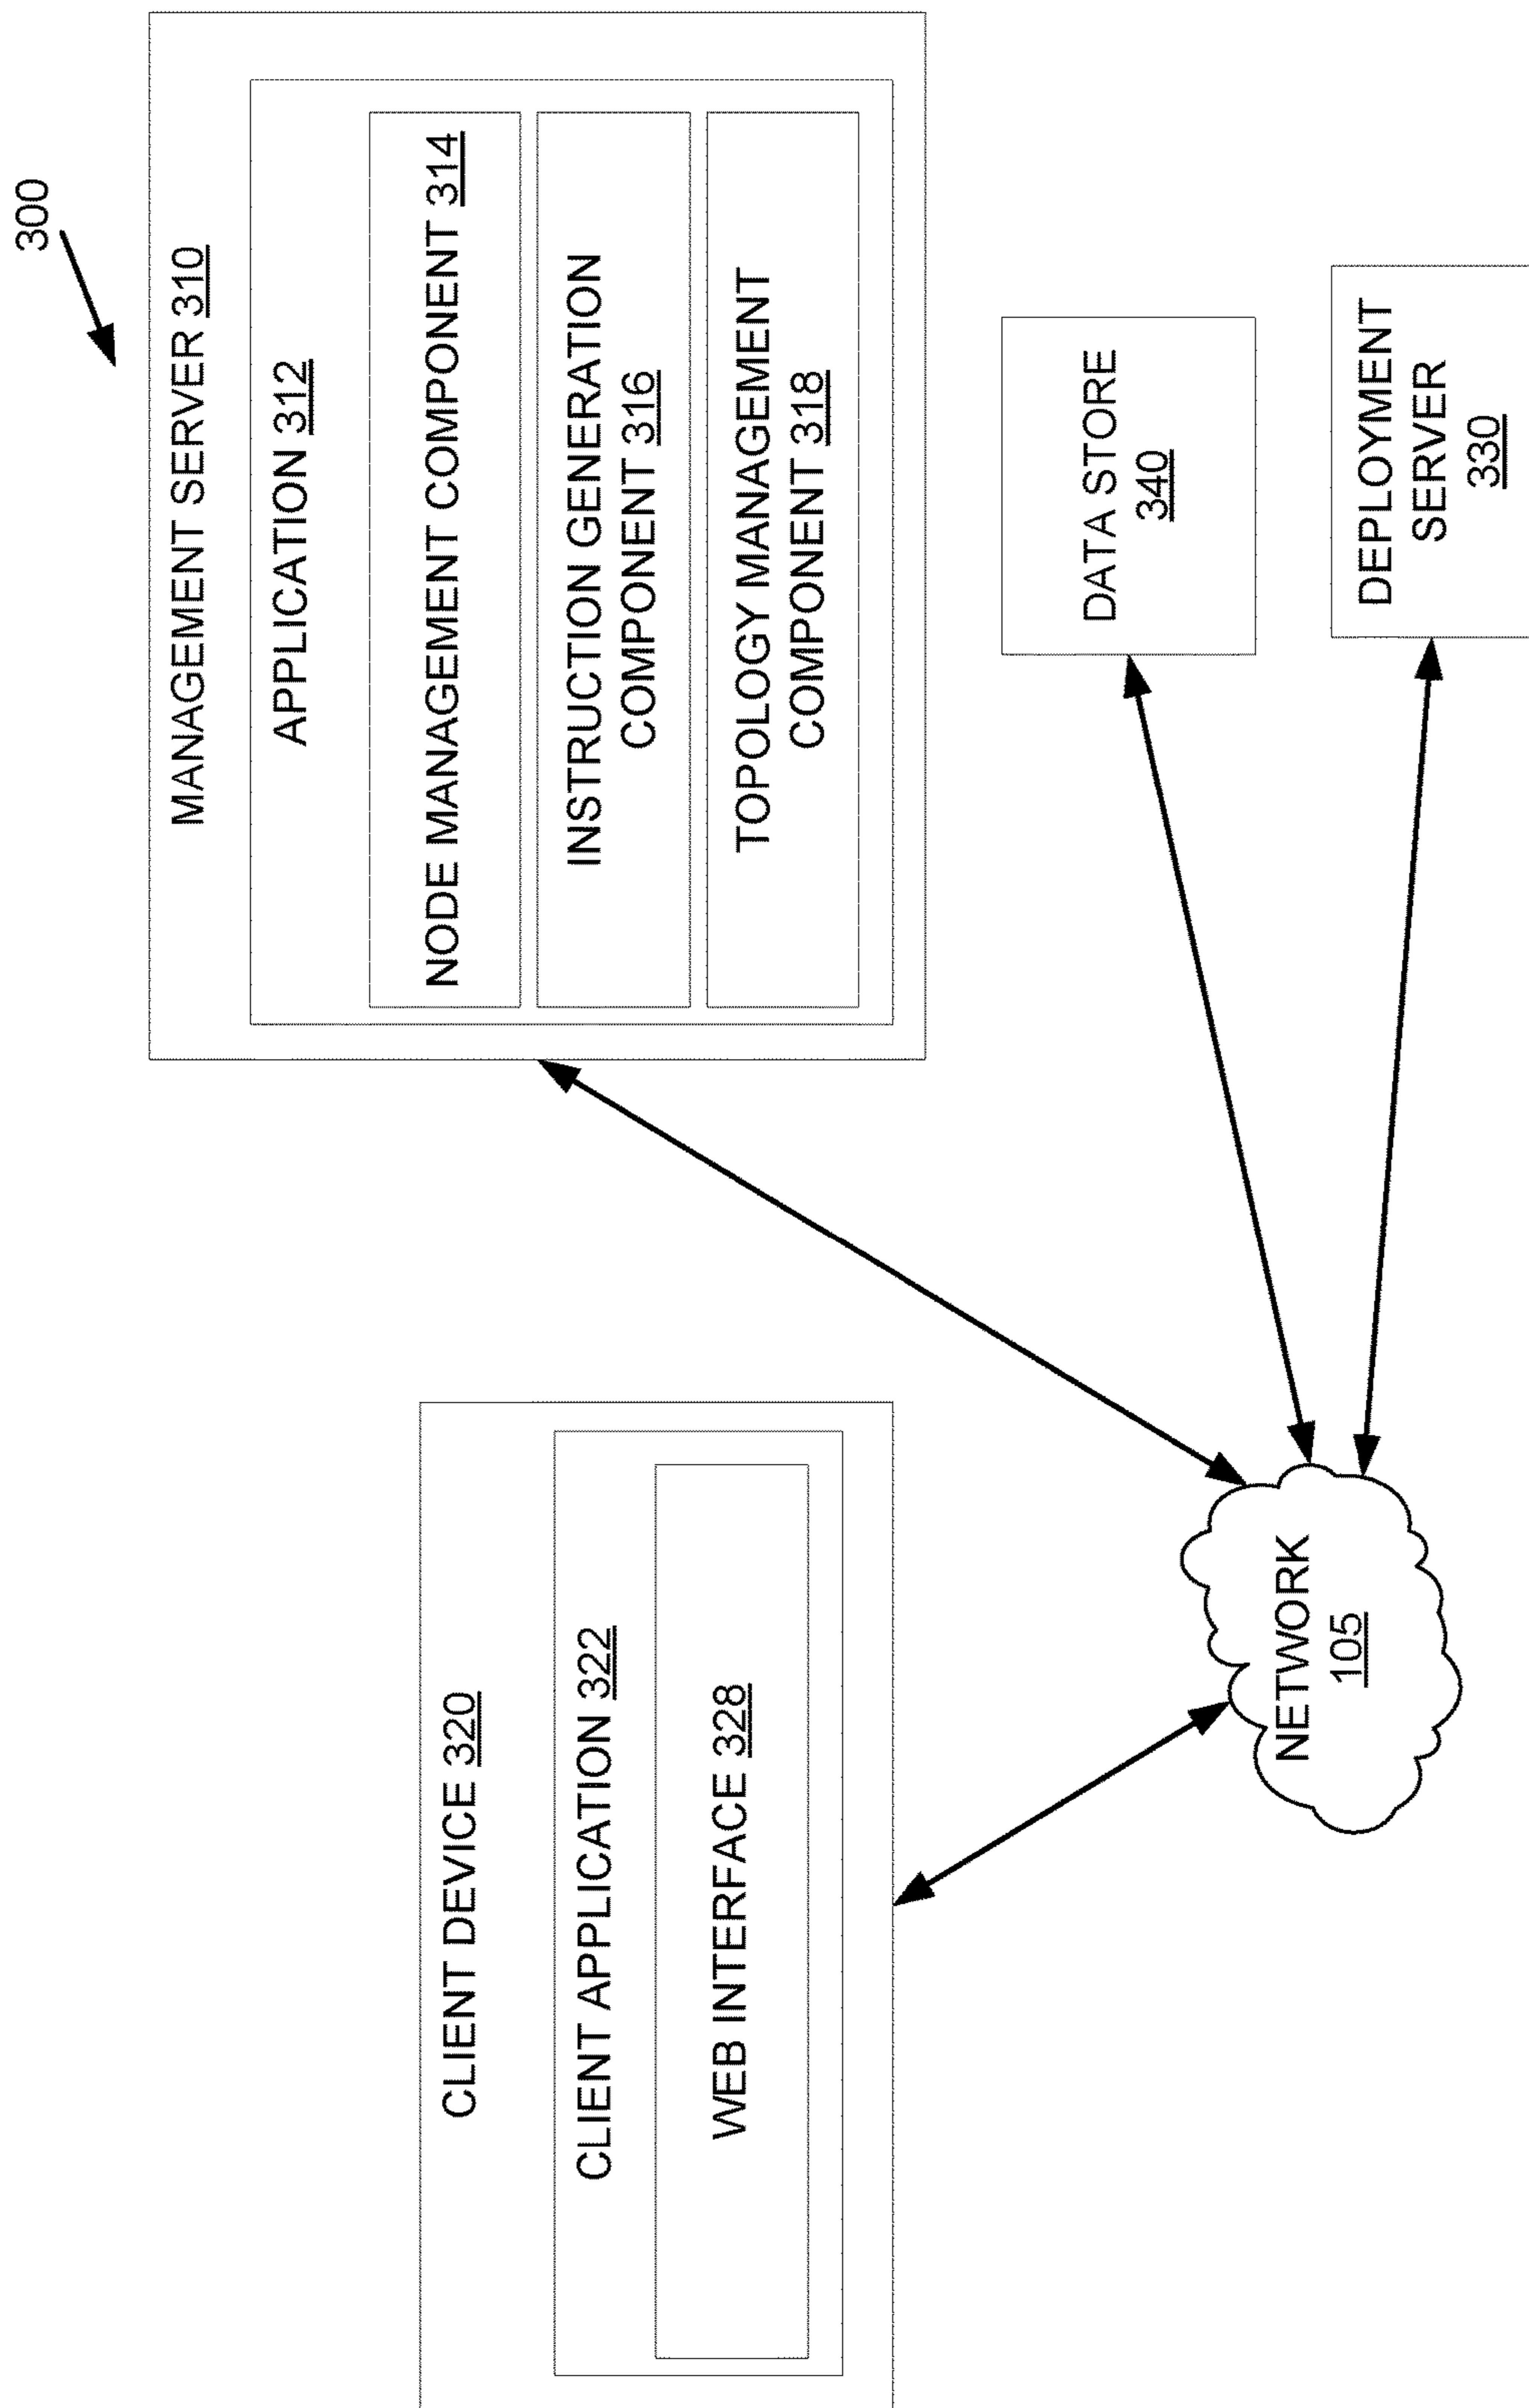 300
MANAGEMENT SERVER 310
APPLICATION 312
NODE MANAGEMENT COMPONENT 314
INSTRUCTION GENERATION
COMPONENT 316
TOPOLOGY MANAGEMENT
COMPONENT 318
CLIENT DEVICE 320
CLIENT APPLICATION 322
WEB INTERFACE 328
DATA STORE
340
NETWORK
105
DEPLOYMENT
SERVER
330